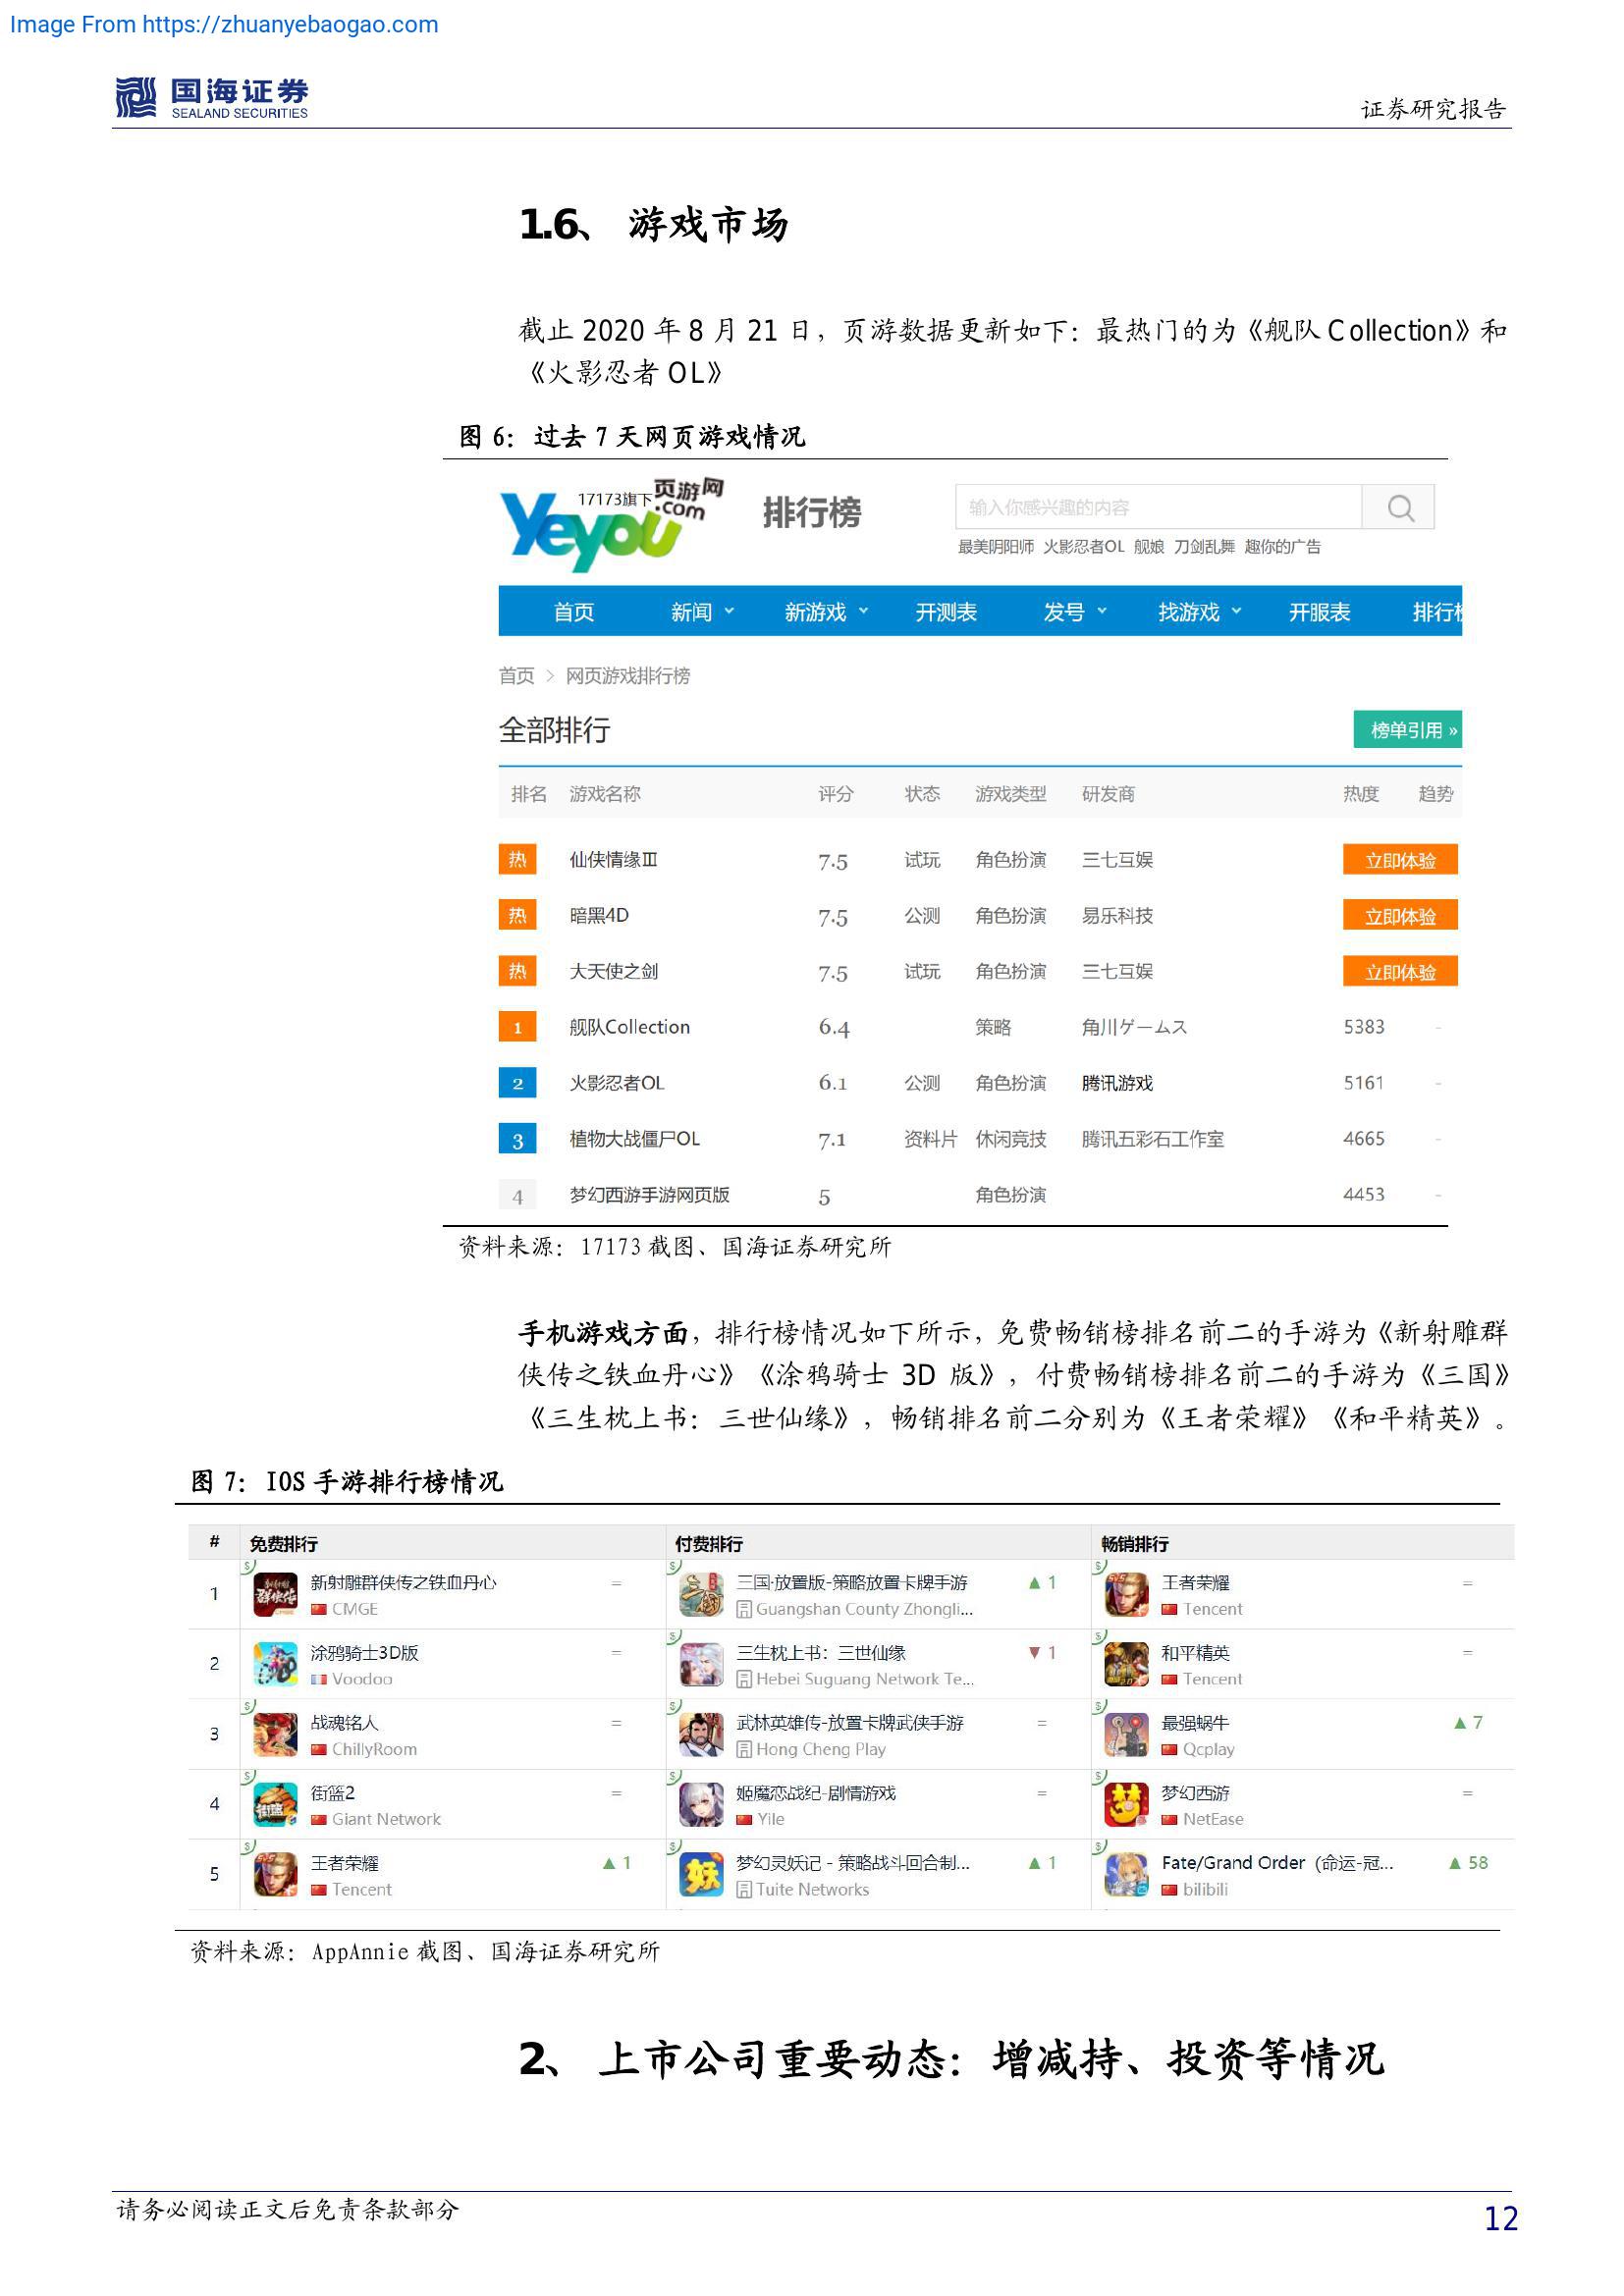 Image From https://zhuanyebaogao.com
国海证券
SEALAND SECURITIES
证券研究报告
1.6、 游戏市场
截止 2020 年 8 月 21 日，页游数据更新如下：最热门的为《舰队 Collection》和
《火影忍者 OL》
图 6：过去 7 天网页游戏情况
Yeyou 17173旗下 页游网 .com 排行榜
输入你感兴趣的内容
最美阴阳师 火影忍者OL 舰娘 刀剑乱舞 趣你的广告
首页 新闻 新游戏 开测表 发号 找游戏 开服表 排行
首页 > 网页游戏排行榜
全部排行 榜单引用 »
排名 游戏名称 评分 状态 游戏类型 研发商 热度 趋势
热 仙侠情缘Ⅲ 7.5 试玩 角色扮演 三七互娱 立即体验
热 暗黑4D 7.5 公测 角色扮演 易乐科技 立即体验
热 大天使之剑 7.5 试玩 角色扮演 三七互娱 立即体验
1 舰队Collection 6.4 策略 角川ゲームス 5383 -
2 火影忍者OL 6.1 公测 角色扮演 腾讯游戏 5161 -
3 植物大战僵尸OL 7.1 资料片 休闲竞技 腾讯五彩石工作室 4665 -
4 梦幻西游手游网页版 5 角色扮演 4453 -
资料来源：17173 截图、国海证券研究所
手机游戏方面，排行榜情况如下所示，免费畅销榜排名前二的手游为《新射雕群
侠传之铁血丹心》《涂鸦骑士 3D 版》，付费畅销榜排名前二的手游为《三国》
《三生枕上书：三世仙缘》，畅销排名前二分别为《王者荣耀》《和平精英》。
图 7： IOS 手游排行榜情况
# 免费排行 付费排行 畅销排行
1 新射雕群侠传之铁血丹心 = 三国·放置版-策略放置卡牌手游 ▲ 1 王者荣耀 =
CMGE Guangshan County Zhongli... Tencent
2 涂鸦骑士3D版 = 三生枕上书：三世仙缘 ▼ 1 和平精英 =
Voodoo Hebei Suguang Network Te... Tencent
3 战魂铭人 = 武林英雄传-放置卡牌武侠手游 = 最强蜗牛 ▲ 7
ChillyRoom Hong Cheng Play Qcplay
4 街篮2 = 姬魔恋战纪-剧情游戏 = 梦幻西游 =
Giant Network Yile NetEase
5 王者荣耀 ▲ 1 梦幻灵妖记 - 策略战斗回合制... ▲ 1 Fate/Grand Order（命运-冠... ▲ 58
Tencent Tuite Networks bilibili
资料来源：AppAnnie 截图、国海证券研究所
2、 上市公司重要动态：增减持、投资等情况
请务必阅读正文后免责条款部分
12